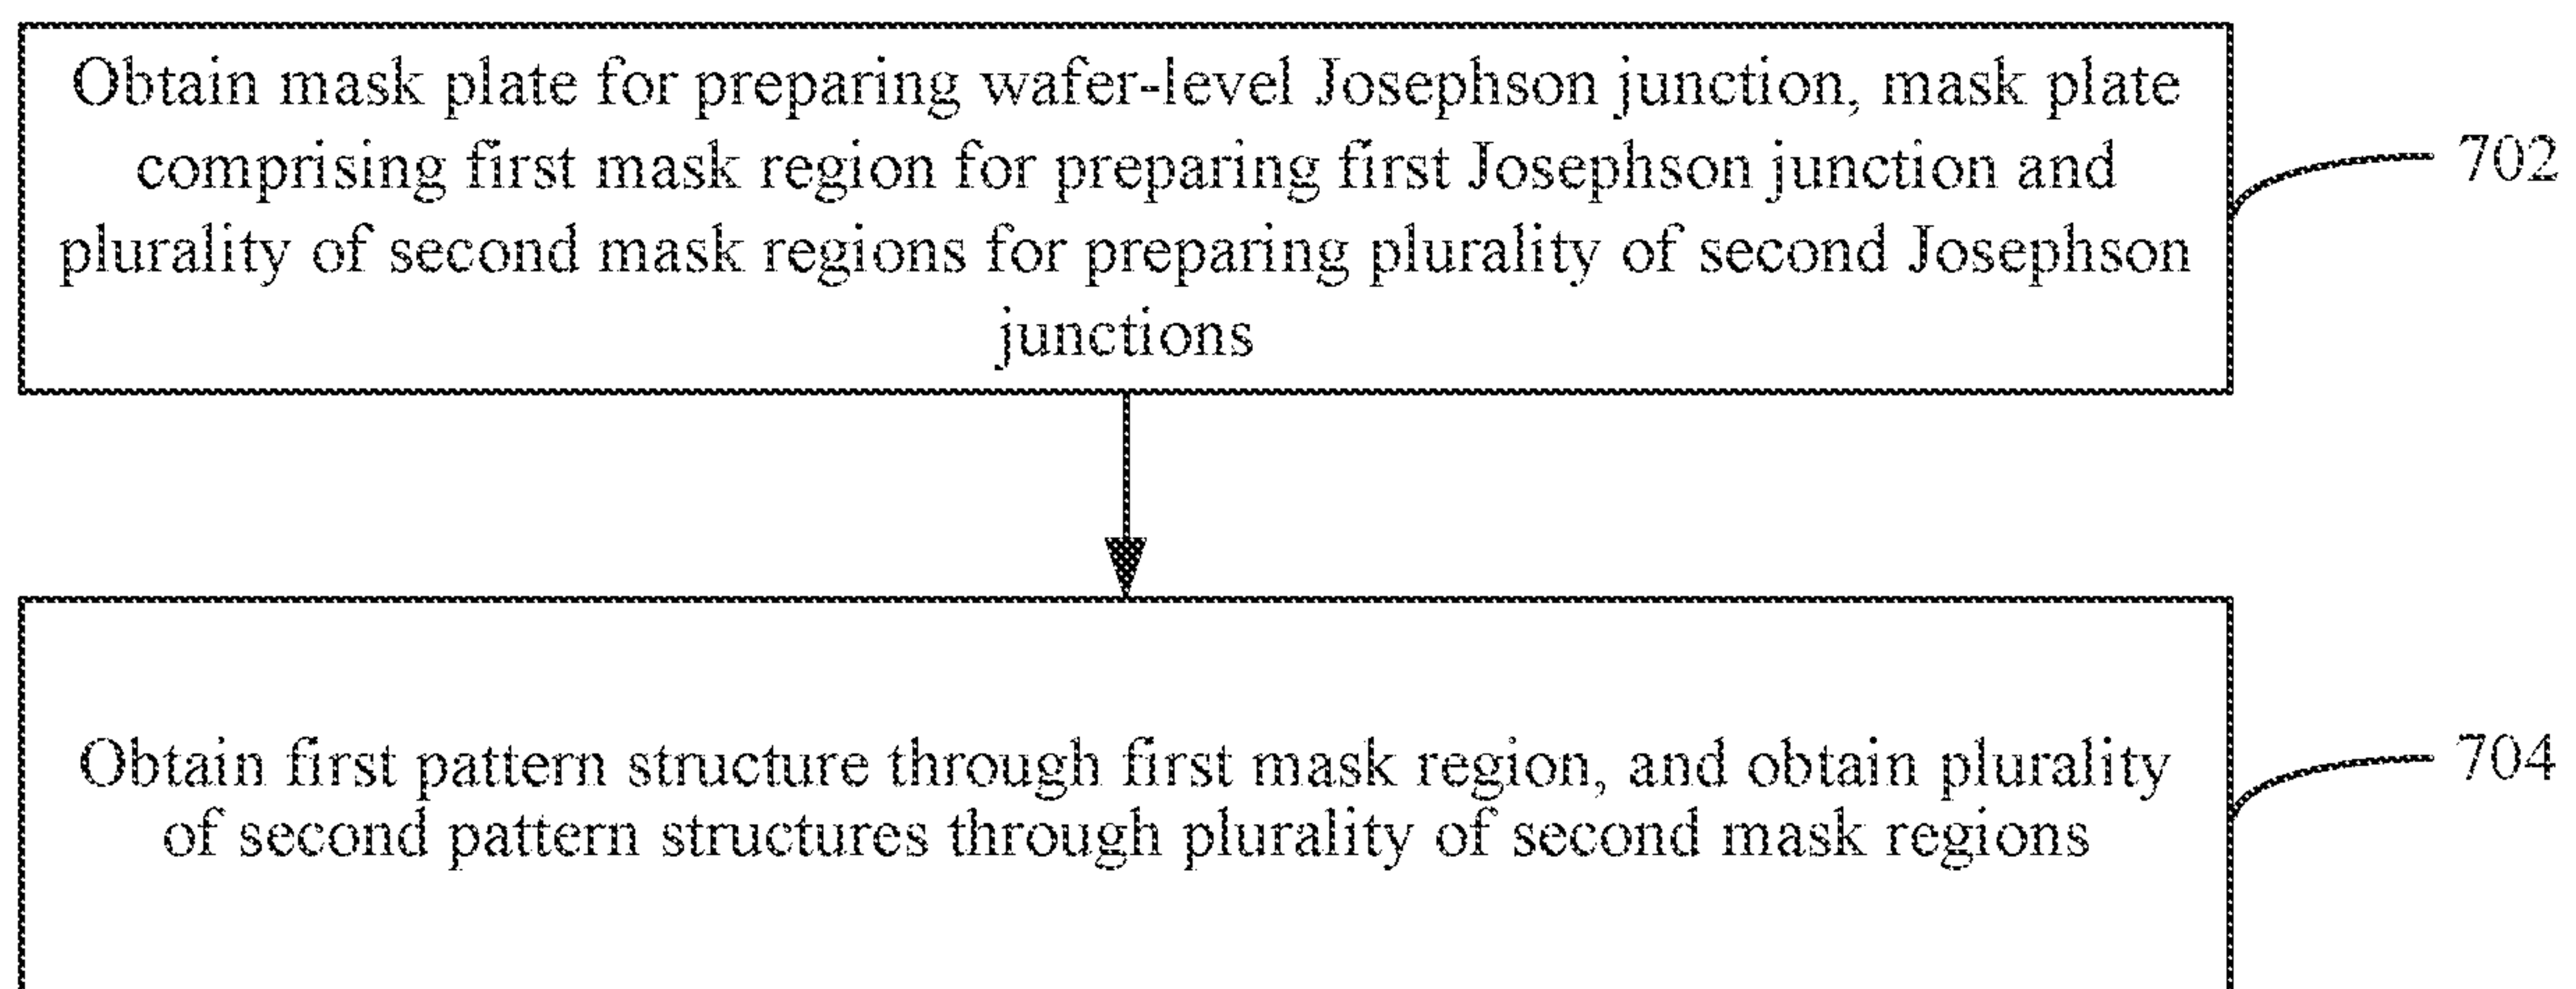 Obtain mask plate for preparing wafer-level Josephson junction, mask plate
comprising first mask region for preparing first Josephson junction and
plurality of second mask regions for preparing plurality of second Josephson
junctions
702
Obtain first pattern structure through first mask region, and obtain plurality
of second pattern structures through plurality of second mask regions
704